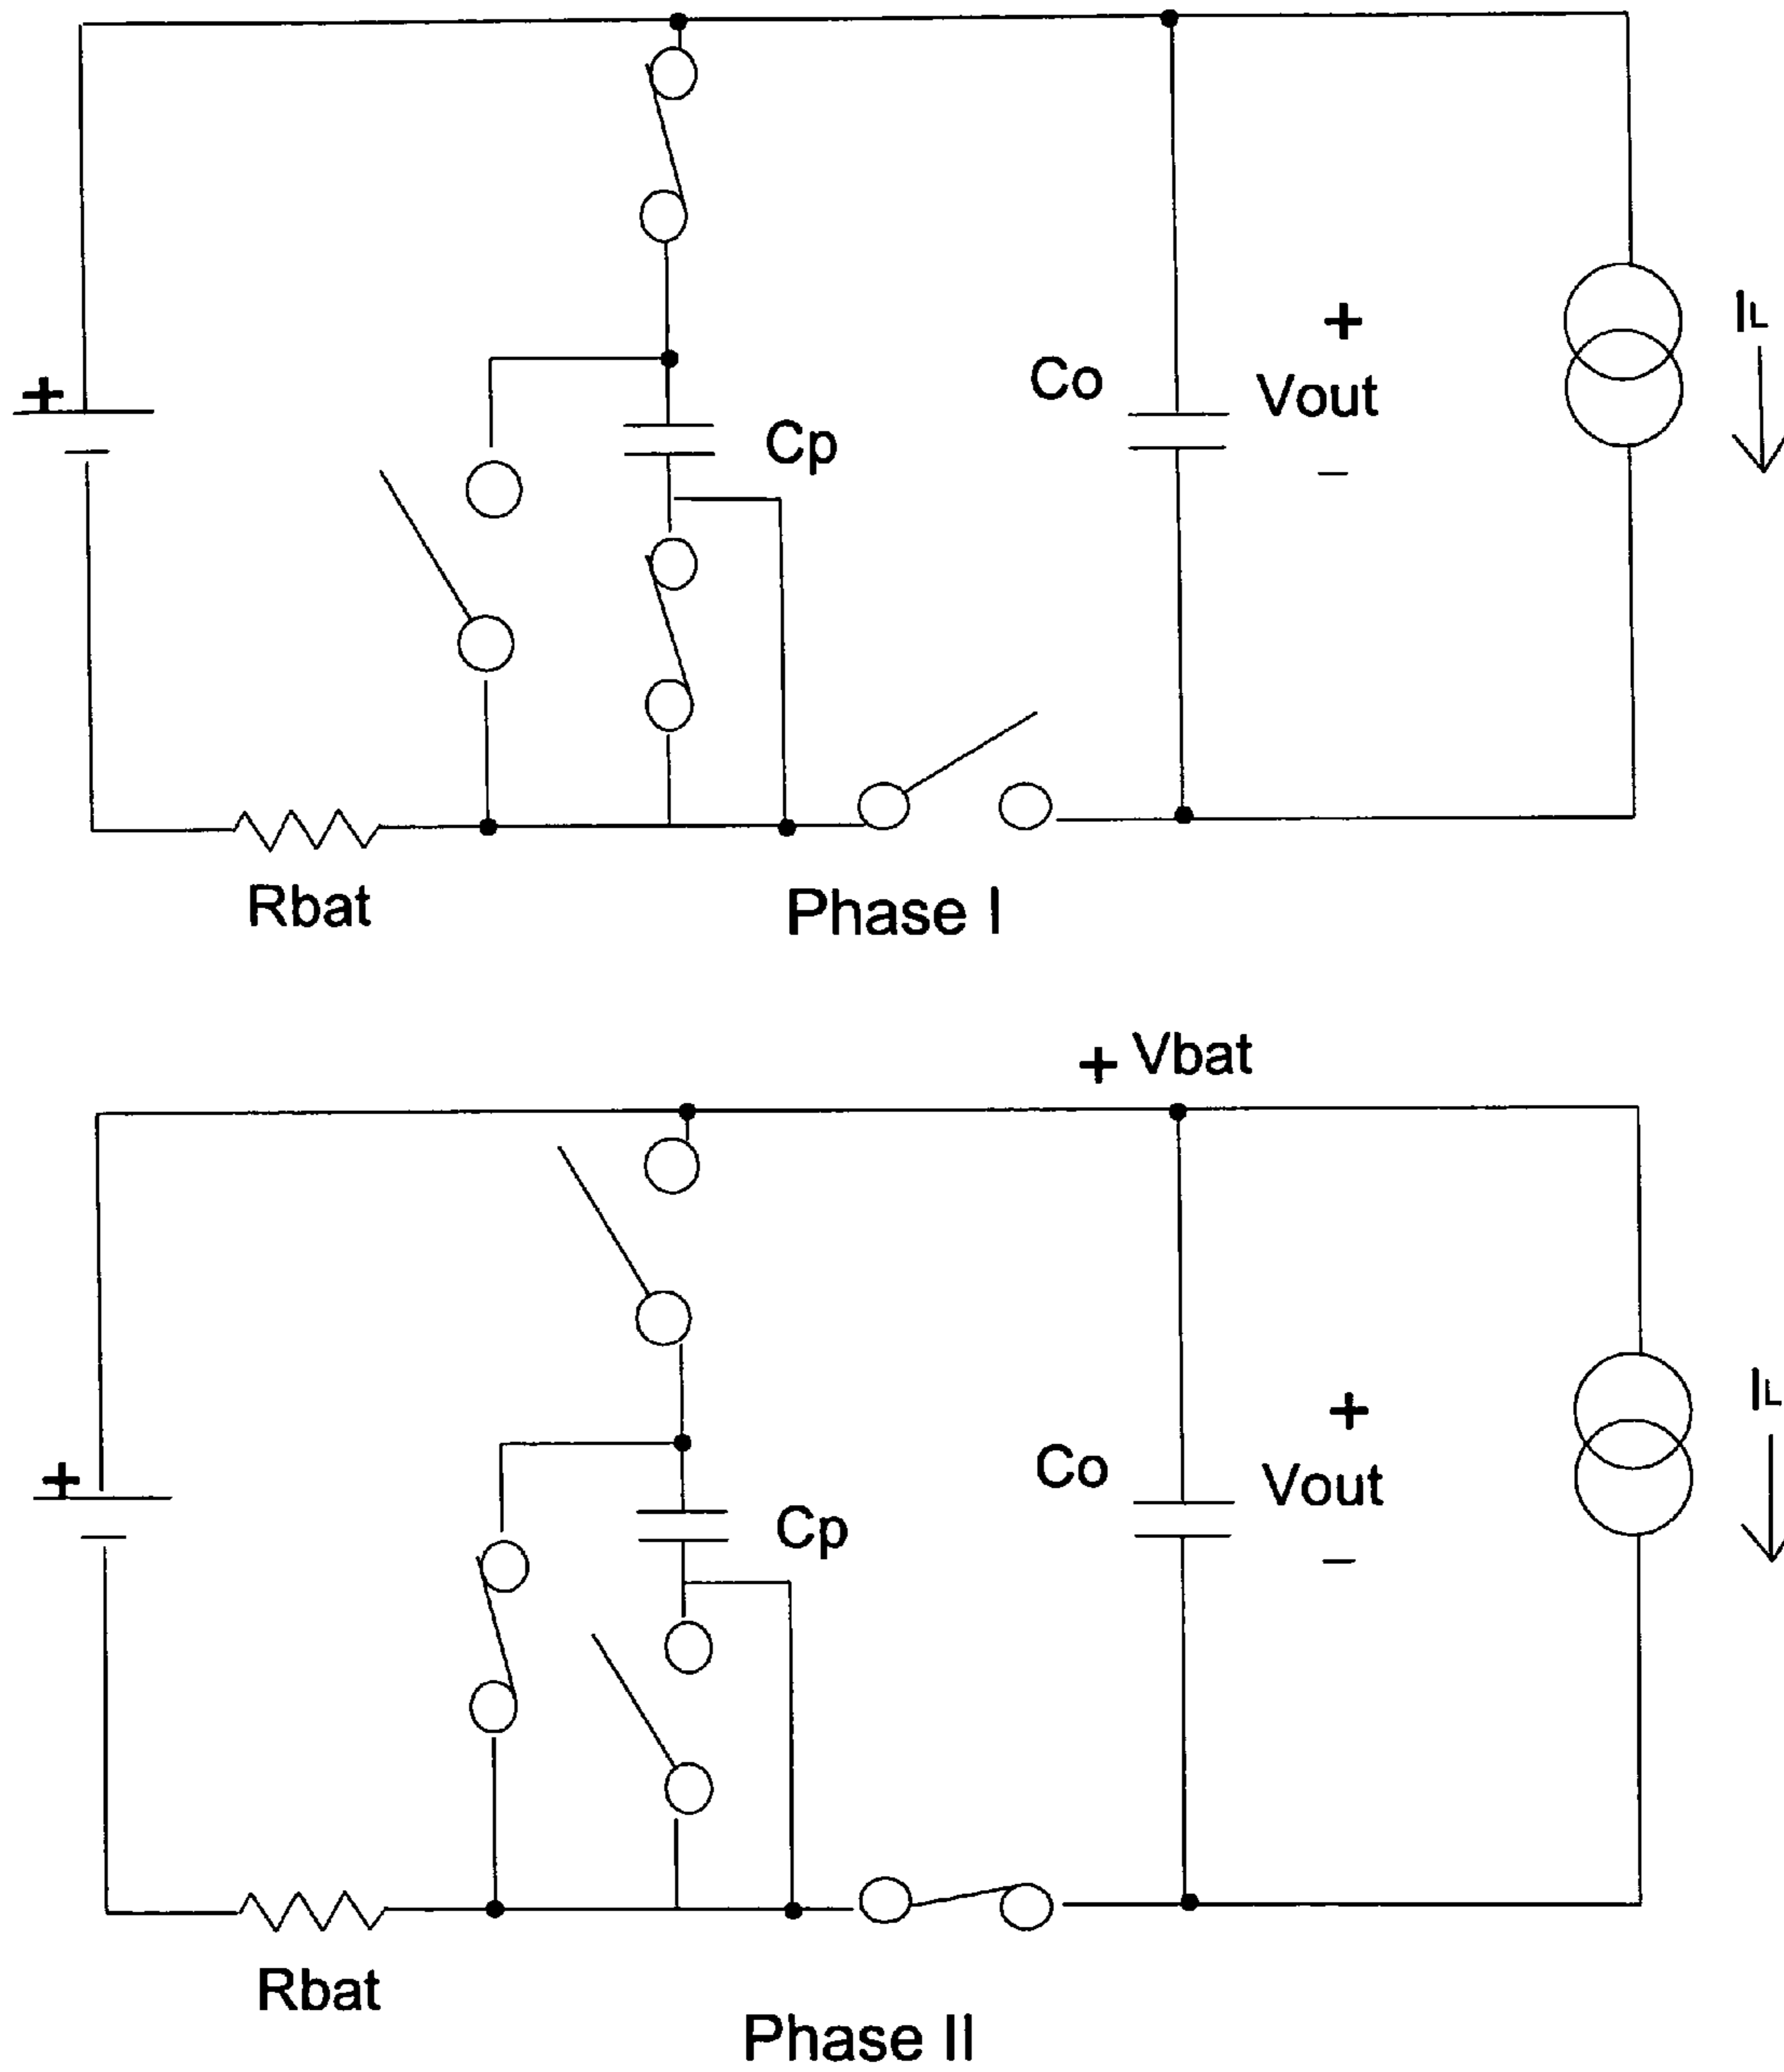 +
Cp
Co
+
Vout
–
IL
Rbat
Phase I
+ Vbat
+
Cp
Co
+
Vout
–
IL
Rbat
Phase II